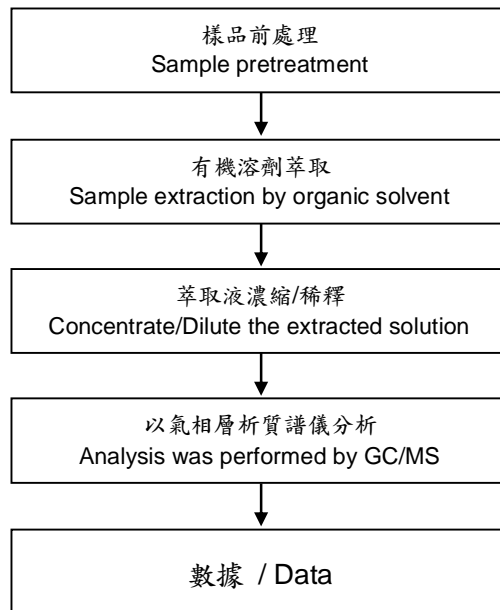 樣品前處理
Sample pretreatment
有機溶劑萃取
Sample extraction by organic solvent
萃取液濃縮/稀釋
Concentrate/Dilute the extracted solution
以氣相層析質譜儀分析
Analysis was performed by GC/MS
數據 / Data